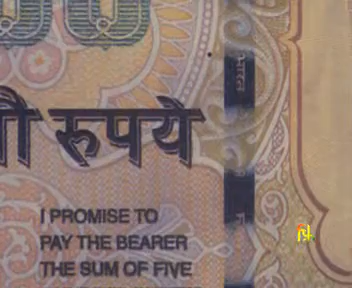 रुपये
I PROMISE TO
PAY THE BEARER
THE SUM OF FIVE